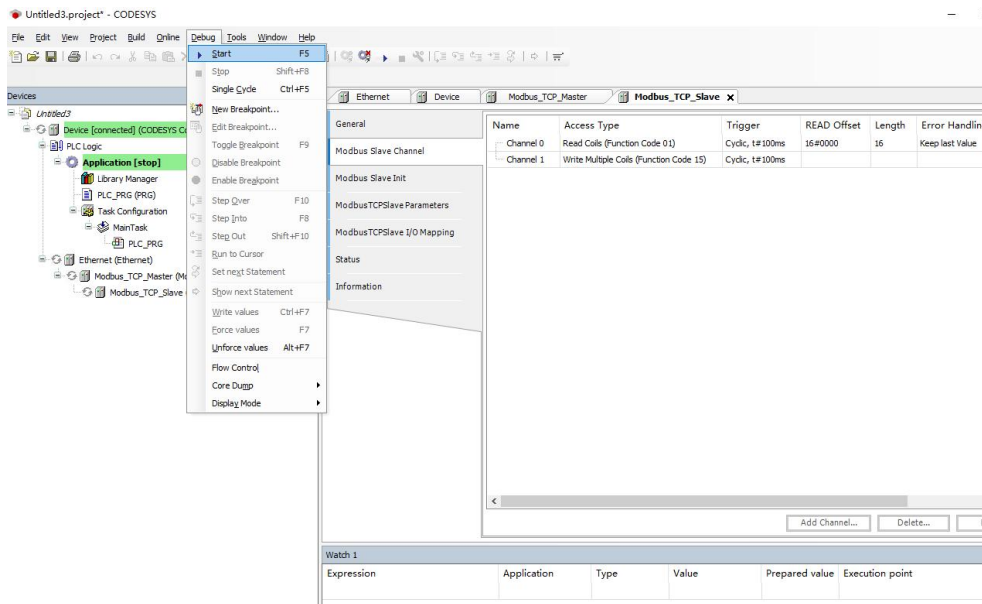 Untitled3.project* - CODESYS
File Edit View Project Build Online Debug Tools Window Help
Start F5
Stop Shift+F8
Single Cycle Ctrl+F5
New Breakpoint...
Edit Breakpoint...
Toggle Breakpoint F9
Disable Breakpoint
Enable Breakpoint
Step Over F10
Step Into F8
Step Out Shift+F10
Run to Cursor
Set next Statement
Show next Statement
Write values Ctrl+F7
Force values F7
Unforce values Alt+F7
Flow Control
Core Dump
Display Mode
Devices
Untitled3
Device [connected] (CODESYS Co
PLC Logic
Application [stop]
Library Manager
PLC_PRG (PRG)
Task Configuration
MainTask
PLC_PRG
Ethernet (Ethernet)
Modbus_TCP_Master (Mo
Modbus_TCP_Slave
Ethernet Device Modbus_TCP_Master Modbus_TCP_Slave
General
Modbus Slave Channel
Modbus Slave Init
ModbusTCPSlave Parameters
ModbusTCPSlave I/O Mapping
Status
Information
Name Access Type Trigger READ Offset Length Error Handlin
Channel 0 Read Coils (Function Code 01) Cyclic, t#100ms 16#0000 16 Keep last Value
Channel 1 Write Multiple Coils (Function Code 15) Cyclic, t#100ms
Add Channel... Delete...
Watch 1
Expression Application Type Value Prepared value Execution point